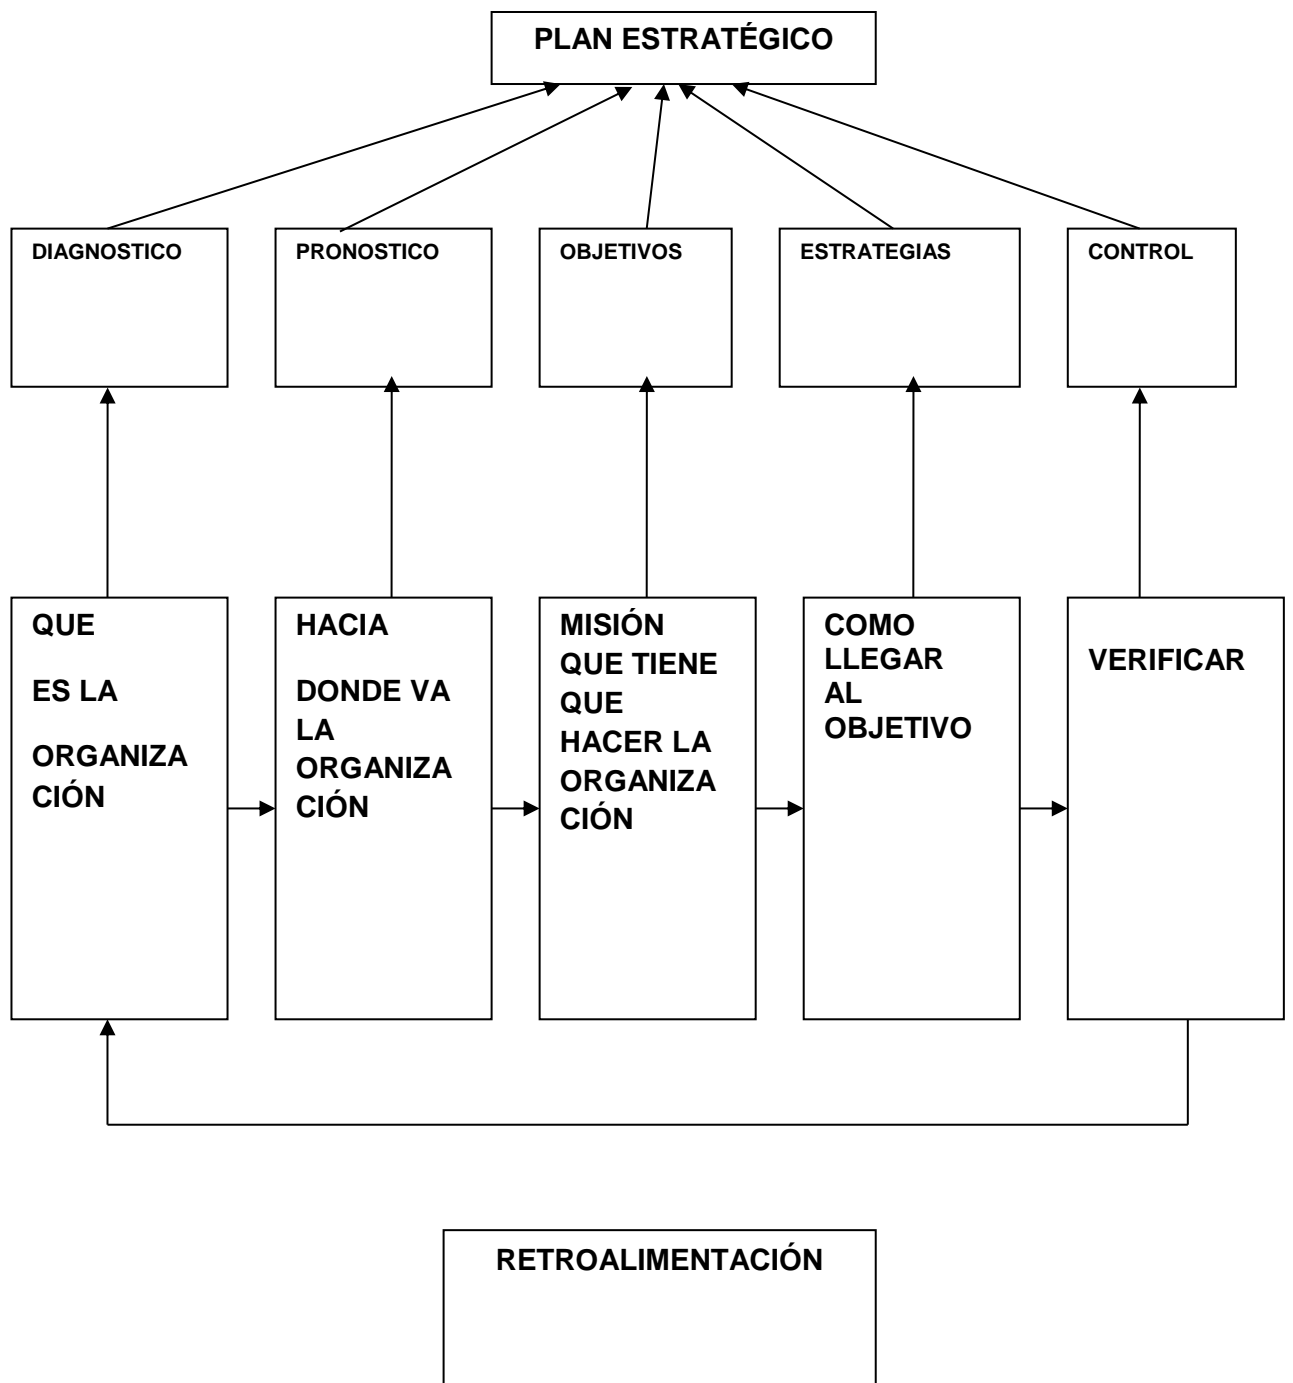 PLAN ESTRATÉGICO
DIAGNOSTICO
PRONOSTICO
OBJETIVOS
ESTRATEGIAS
CONTROL
QUE
ES LA
ORGANIZA
CIÓN
HACIA
DONDE VA
LA
ORGANIZA
CIÓN
MISIÓN
QUE TIENE
QUE
HACER LA
ORGANIZA
CIÓN
COMO
LLEGAR
AL
OBJETIVO
VERIFICAR
RETROALIMENTACIÓN